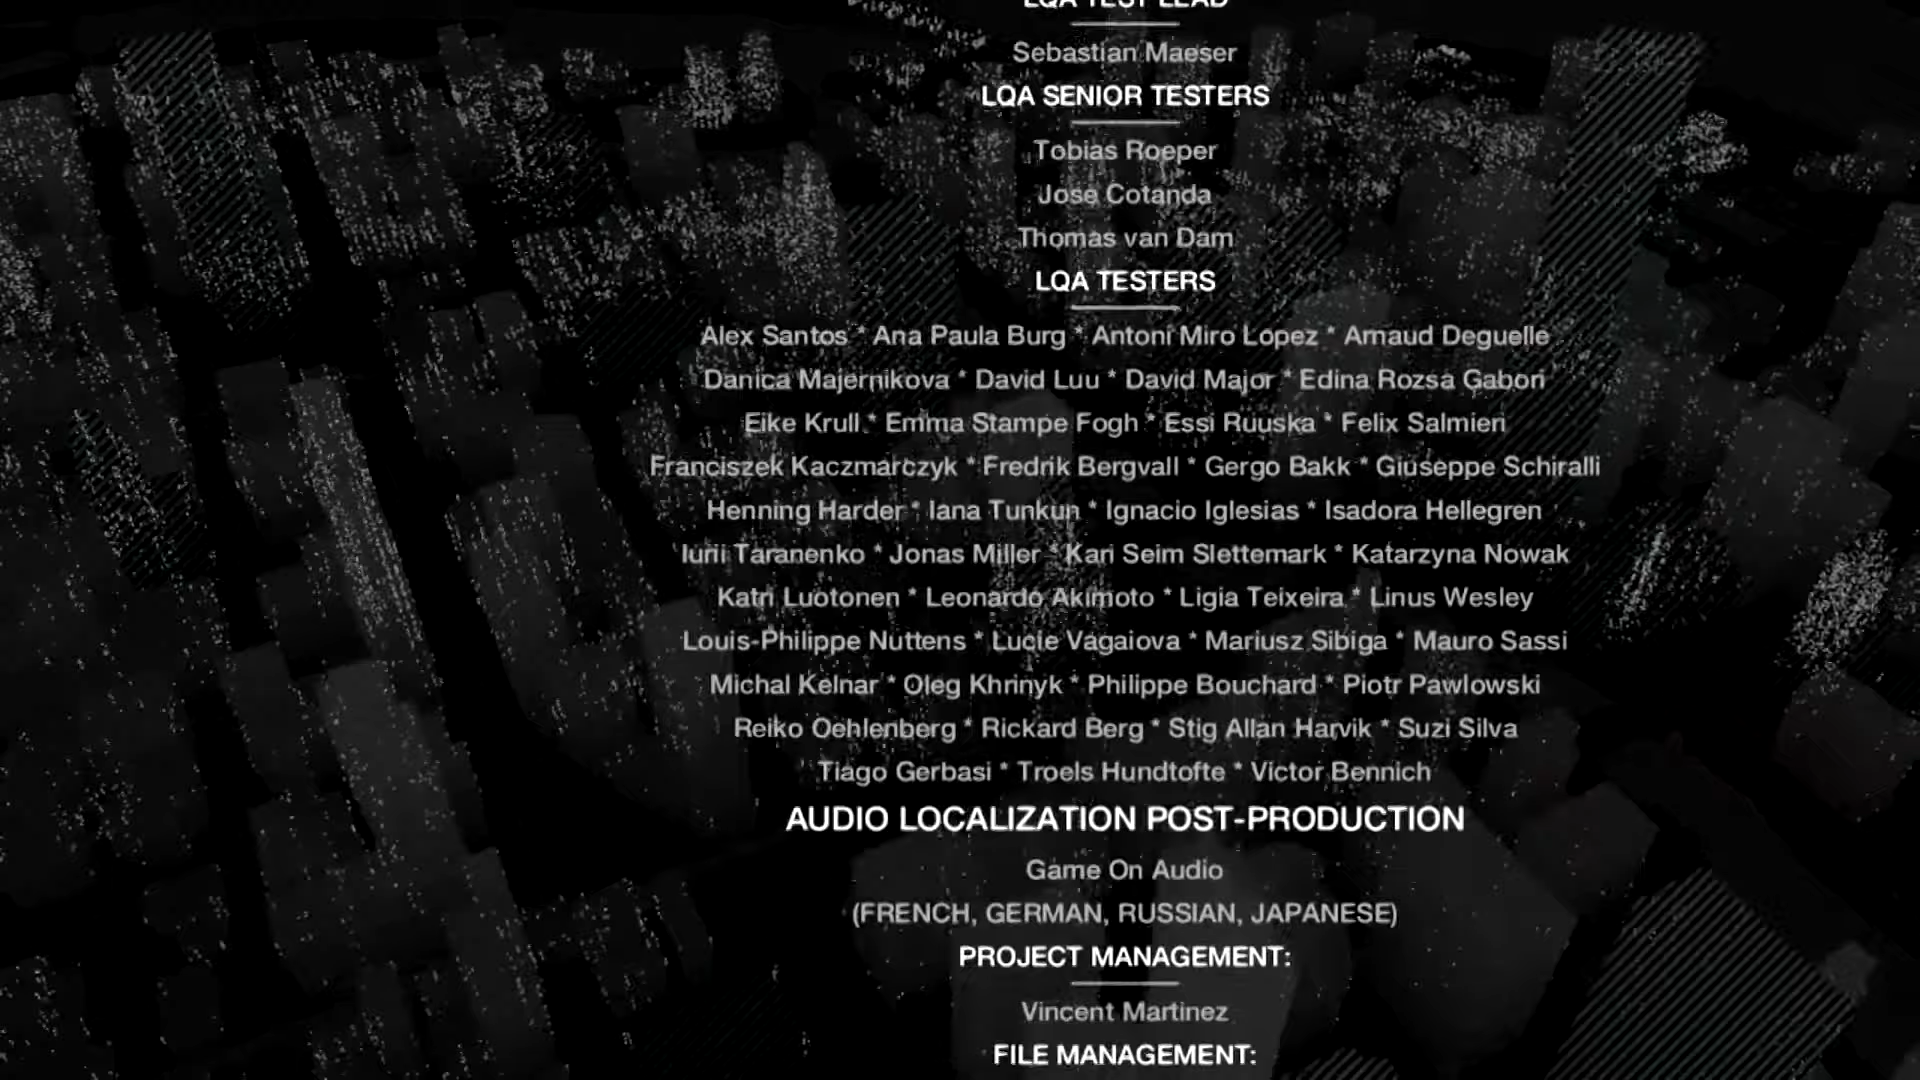 LQA TEST LEAD
Sebastian Maeser
LQA SENIOR TESTERS
Tobias Roeper
Jose Cotanda
Thomas van Dam
LQA TESTERS
Alex Santos * Ana Paula Burg * Antoni Miro Lopez * Arnaud Deguelle
Danica Majernikova * David Luu * David Major * Edina Rozsa Gabori
Eike Krull * Emma Stampe Fogh * Essi Ruuska * Felix Salmieri
Franciszek Kaczmarczyk * Fredrik Bergvall * Gergo Bakk * Giuseppe Schiralli
Henning Harder * Iana Tunkun * Ignacio Iglesias * Isadora Hellegren
Iurii Taranenko * Jonas Miller * Kari Seim Slettemark * Katarzyna Nowak
Katri Luotonen * Leonardo Akimoto * Ligia Teixeira * Linus Wesley
Louis-Philippe Nuttens * Lucie Vagaiova * Mariusz Sibiga * Mauro Sassi
Michal Kelnar * Oleg Khrinyk * Philippe Bouchard * Piotr Pawlowski
Reiko Oehlenberg * Rickard Berg * Stig Allan Harvik * Suzi Silva
Tiago Gerbasi * Troels Hundtofte * Victor Bennich
AUDIO LOCALIZATION POST-PRODUCTION
Game On Audio
(FRENCH, GERMAN, RUSSIAN, JAPANESE)
PROJECT MANAGEMENT:
Vincent Martinez
FILE MANAGEMENT: